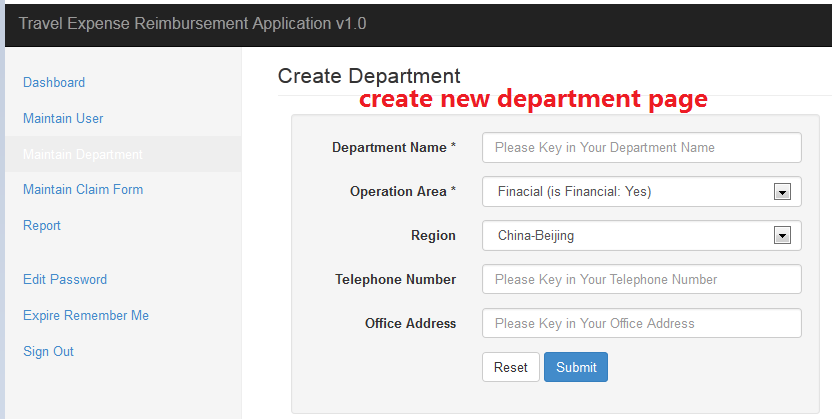 Travel Expense Reimbursement Application v1.0
Dashboard
Maintain User
Maintain Department
Maintain Claim Form
Report
Edit Password
Expire Remember Me
Sign Out
Create Department
create new department page
Department Name * Please Key in Your Department Name
Operation Area * Finacial (is Financial: Yes)
Region China-Beijing
Telephone Number Please Key in Your Telephone Number
Office Address Please Key in Your Office Address
Reset Submit